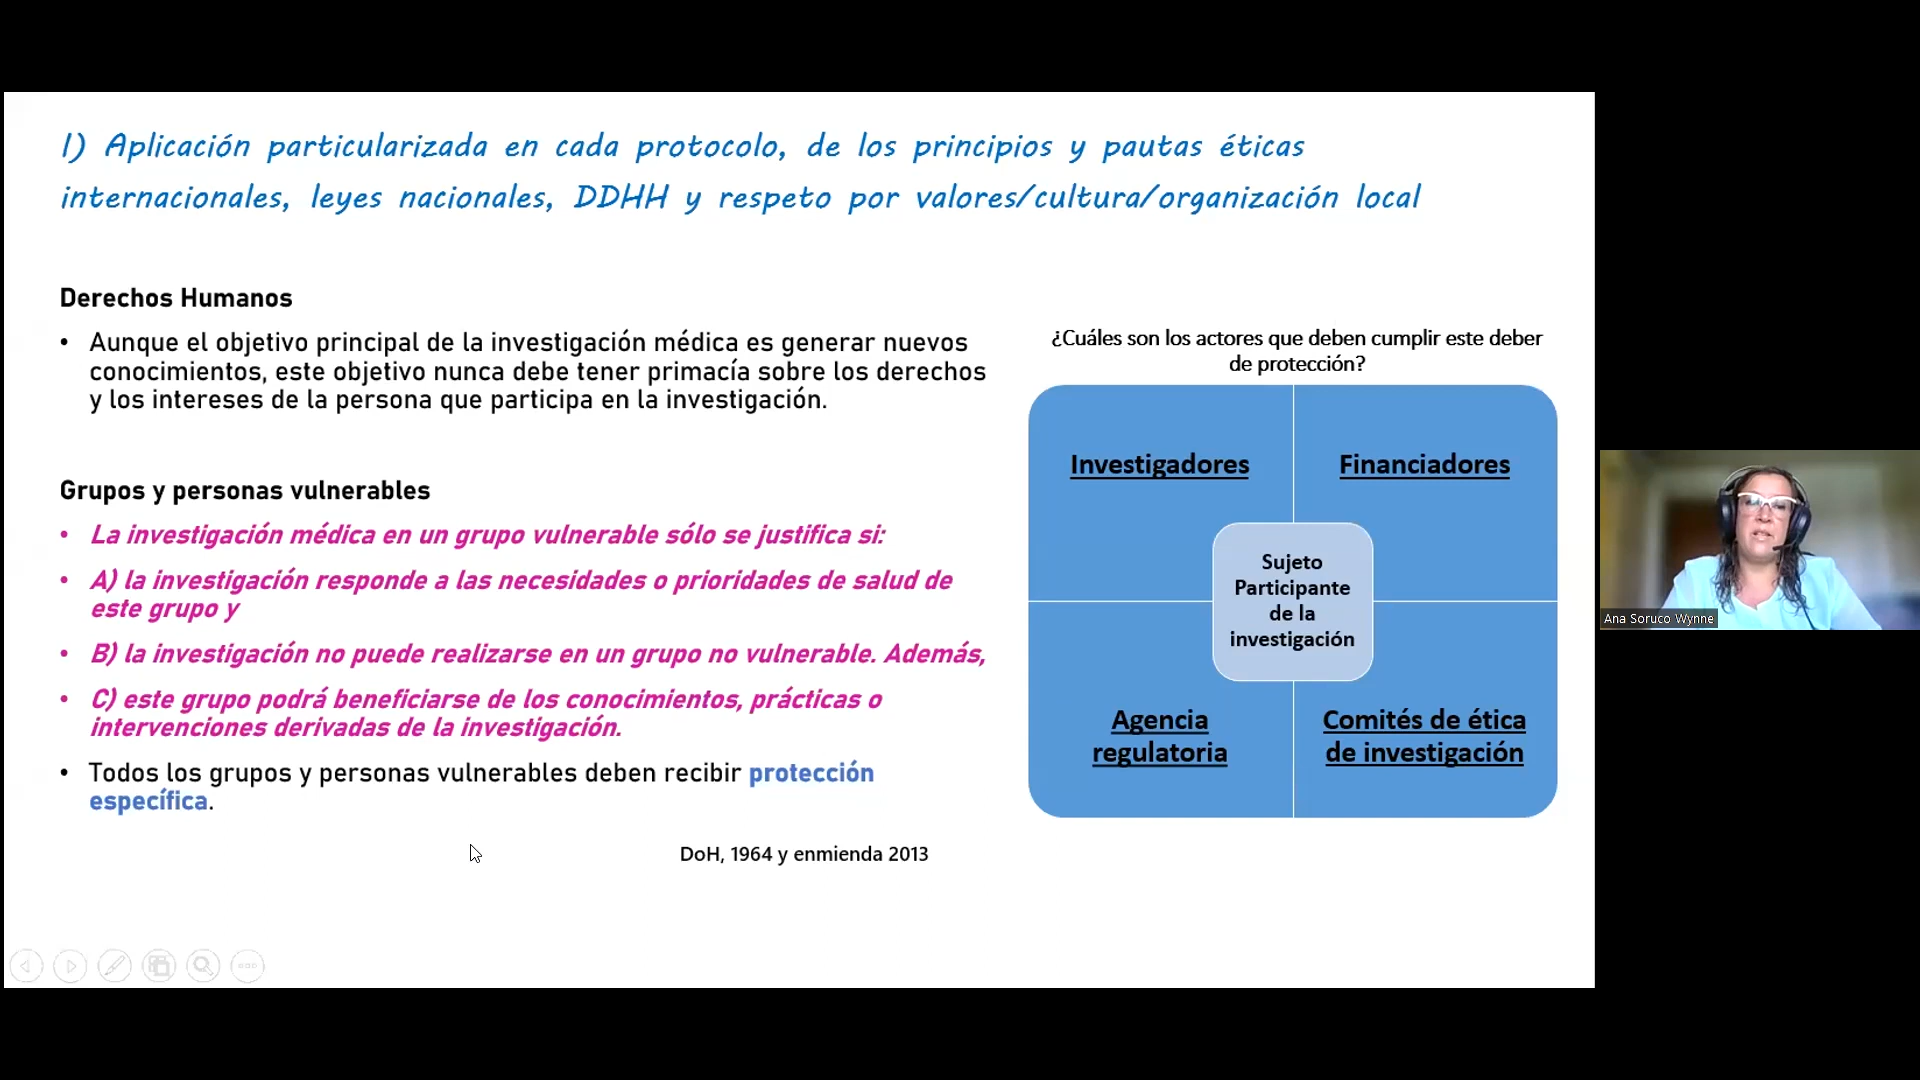 1) Aplicación particularizada en cada protocolo, de los principios y pautas éticas
internacionales, leyes nacionales, DDHH y respeto por valores/cultura/organización local
Derechos Humanos
• Aunque el objetivo principal de la investigación médica es generar nuevos
conocimientos, este objetivo nunca debe tener primacía sobre los derechos
y los intereses de la persona que participa en la investigación.
Grupos y personas vulnerables
• La investigación médica en un grupo vulnerable sólo se justifica si:
• A) la investigación responde a las necesidades o prioridades de salud de
este grupo y
• B) la investigación no puede realizarse en un grupo no vulnerable. Además,
• C) este grupo podrá beneficiarse de los conocimientos, prácticas o
intervenciones derivadas de la investigación.
• Todos los grupos y personas vulnerables deben recibir protección
específica.
DoH, 1964 y enmienda 2013
¿Cuáles son los actores que deben cumplir este deber
de protección?
Investigadores
Financiadores
Sujeto
Participante
de la
investigación
Agencia
regulatoria
Comités de ética
de investigación
Ana Soruco Wynne